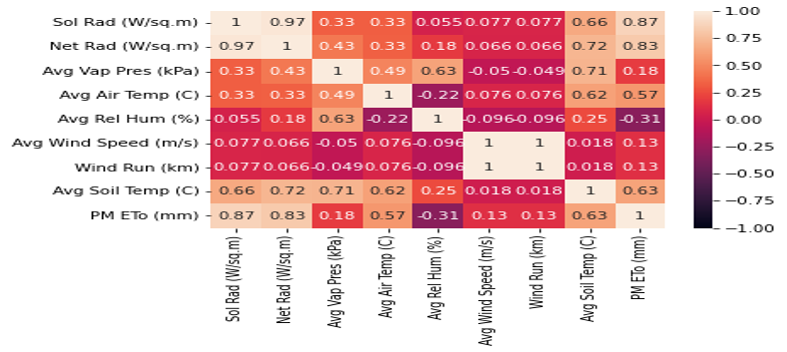 Sol Rad (W/sq.m) 1 0.97 0.33 0.33 0.055 0.077 0.077 0.66 0.87
Net Rad (W/sq.m) 0.97 1 0.43 0.33 0.18 0.066 0.066 0.72 0.83
Avg Vap Pres (kPa) 0.33 0.43 1 0.49 0.63 -0.05 -0.049 0.71 0.18
Avg Air Temp (C) 0.33 0.33 0.49 1 -0.22 0.076 0.076 0.62 0.57
Avg Rel Hum (%) 0.055 0.18 0.63 -0.22 1 -0.096 -0.096 0.25 -0.31
Avg Wind Speed (m/s) 0.077 0.066 -0.05 0.076 -0.096 1 1 0.018 0.13
Wind Run (km) 0.077 0.066 -0.049 0.076 -0.096 1 1 0.018 0.13
Avg Soil Temp (C) 0.66 0.72 0.71 0.62 0.25 0.018 0.018 1 0.63
PM ETo (mm) 0.87 0.83 0.18 0.57 -0.31 0.13 0.13 0.63 1
Sol Rad (W/sq.m)
Net Rad (W/sq.m)
Avg Vap Pres (kPa)
Avg Air Temp (C)
Avg Rel Hum (%)
Avg Wind Speed (m/s)
Wind Run (km)
Avg Soil Temp (C)
PM ETo (mm)
1.00
0.75
0.50
0.25
0.00
−0.25
−0.50
−0.75
−1.00